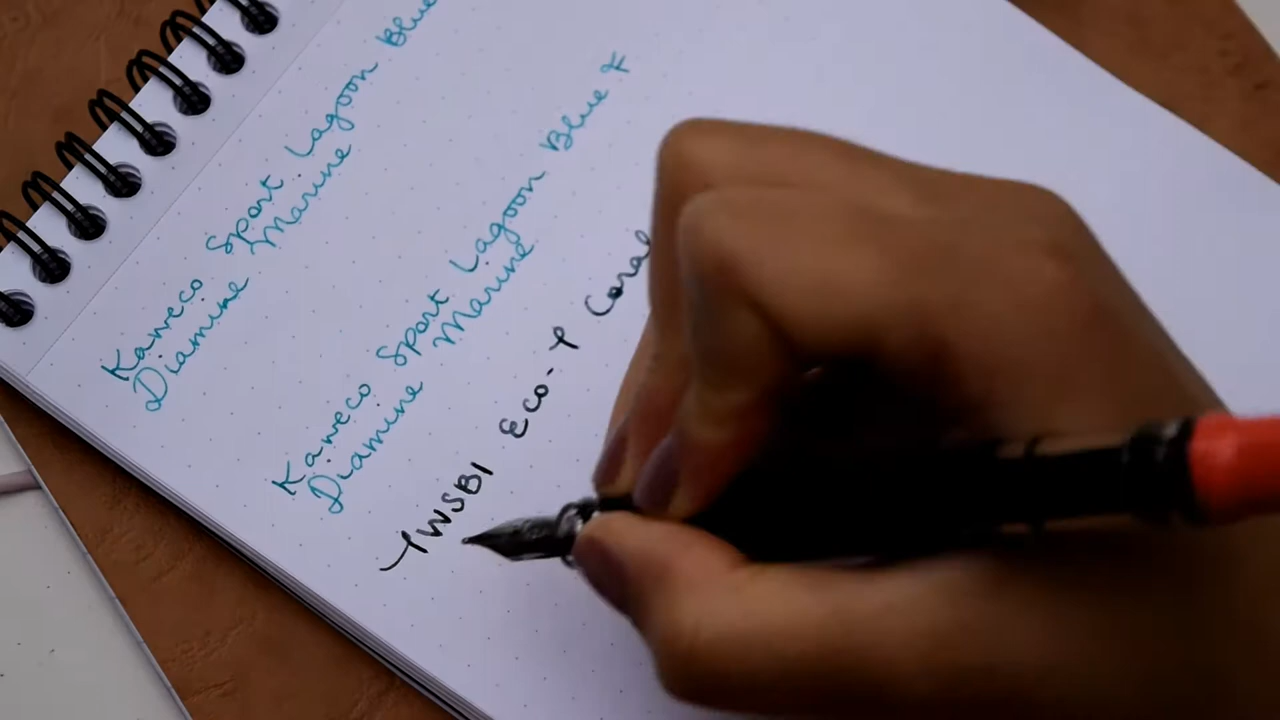 Kaweco Sport Lagoon Blue
Diamine Marine
Kaweco Sport Lagoon Blue F
Diamine Marine
TWSBI Eco-T Coral